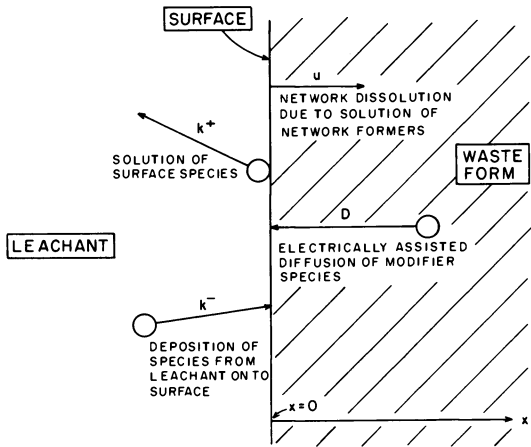 SURFACE
u
NETWORK DISSOLUTION
DUE TO SOLUTION OF
NETWORK FORMERS
k+
SOLUTION OF
SURFACE SPECIES
WASTE
FORM
D
LEACHANT
ELECTRICALLY ASSISTED
DIFFUSION OF MODIFIER
SPECIES
k−
DEPOSITION OF
SPECIES FROM
LEACHANT ON TO
SURFACE
x=0
x